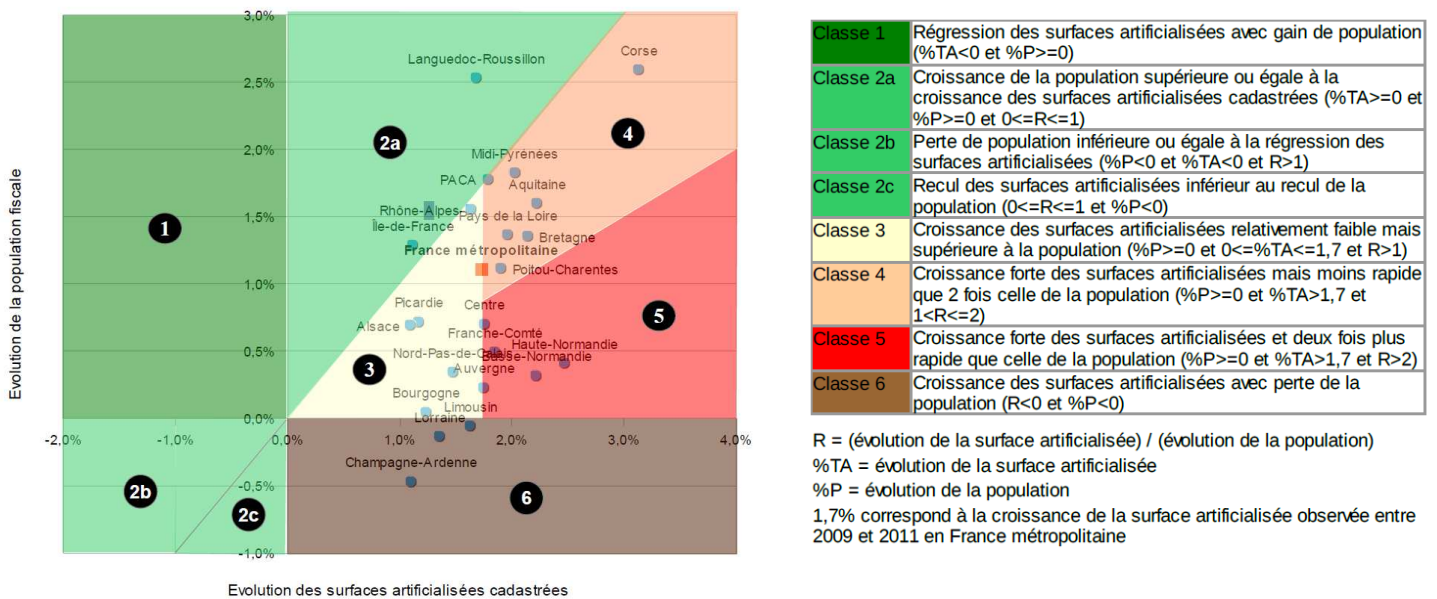 3,0%
2,5%
2,0%
1,5%
1,0%
0,5%
0,0%
-0,5%
-1,0%
-2,0%
-1,0%
0,0%
1,0%
2,0%
3,0%
4,0%
Evolution de la population fiscale
Evolution des surfaces artificialisées cadastrées
Languedoc-Roussillon
Corse
4
2a
Midi-Pyrénées
PACA
Aquitaine
Rhône-Alpes
Pays de la Loire
1
Île-de-France
Bretagne
France métropolitaine
Poitou-Charentes
Picardie
Centre
5
Alsace
Franche-Comté
Haute-Normandie
Nord-Pas-de-Calais
Basse-Normandie
3
Auvergne
Bourgogne
Limousin
Lorraine
Champagne-Ardenne
2b
6
2c
Classe 1
Régression des surfaces artificialisées avec gain de population
(%TA<0 et %P>=0)
Classe 2a
Croissance de la population supérieure ou égale à la
croissance des surfaces artificialisées cadastrées (%TA>=0 et
%P>=0 et 0<=R<=1)
Classe 2b
Perte de population inférieure ou égale à la régression des
surfaces artificialisées (%P<0 et %TA<0 et R>1)
Classe 2c
Recul des surfaces artificialisées inférieur au recul de la
population (0<=R<=1 et %P<0)
Classe 3
Croissance des surfaces artificialisées relativement faible mais
supérieure à la population (%P>=0 et 0<=%TA<=1,7 et R>1)
Classe 4
Croissance forte des surfaces artificialisées mais moins rapide
que 2 fois celle de la population (%P>=0 et %TA>1,7 et
1<R<=2)
Classe 5
Croissance forte des surfaces artificialisées et deux fois plus
rapide que celle de la population (%P>=0 et %TA>1,7 et R>2)
Classe 6
Croissance des surfaces artificialisées avec perte de la
population (R<0 et %P<0)
R = (évolution de la surface artificialisée) / (évolution de la population)
%TA = évolution de la surface artificialisée
%P = évolution de la population
1,7% correspond à la croissance de la surface artificialisée observée entre
2009 et 2011 en France métropolitaine